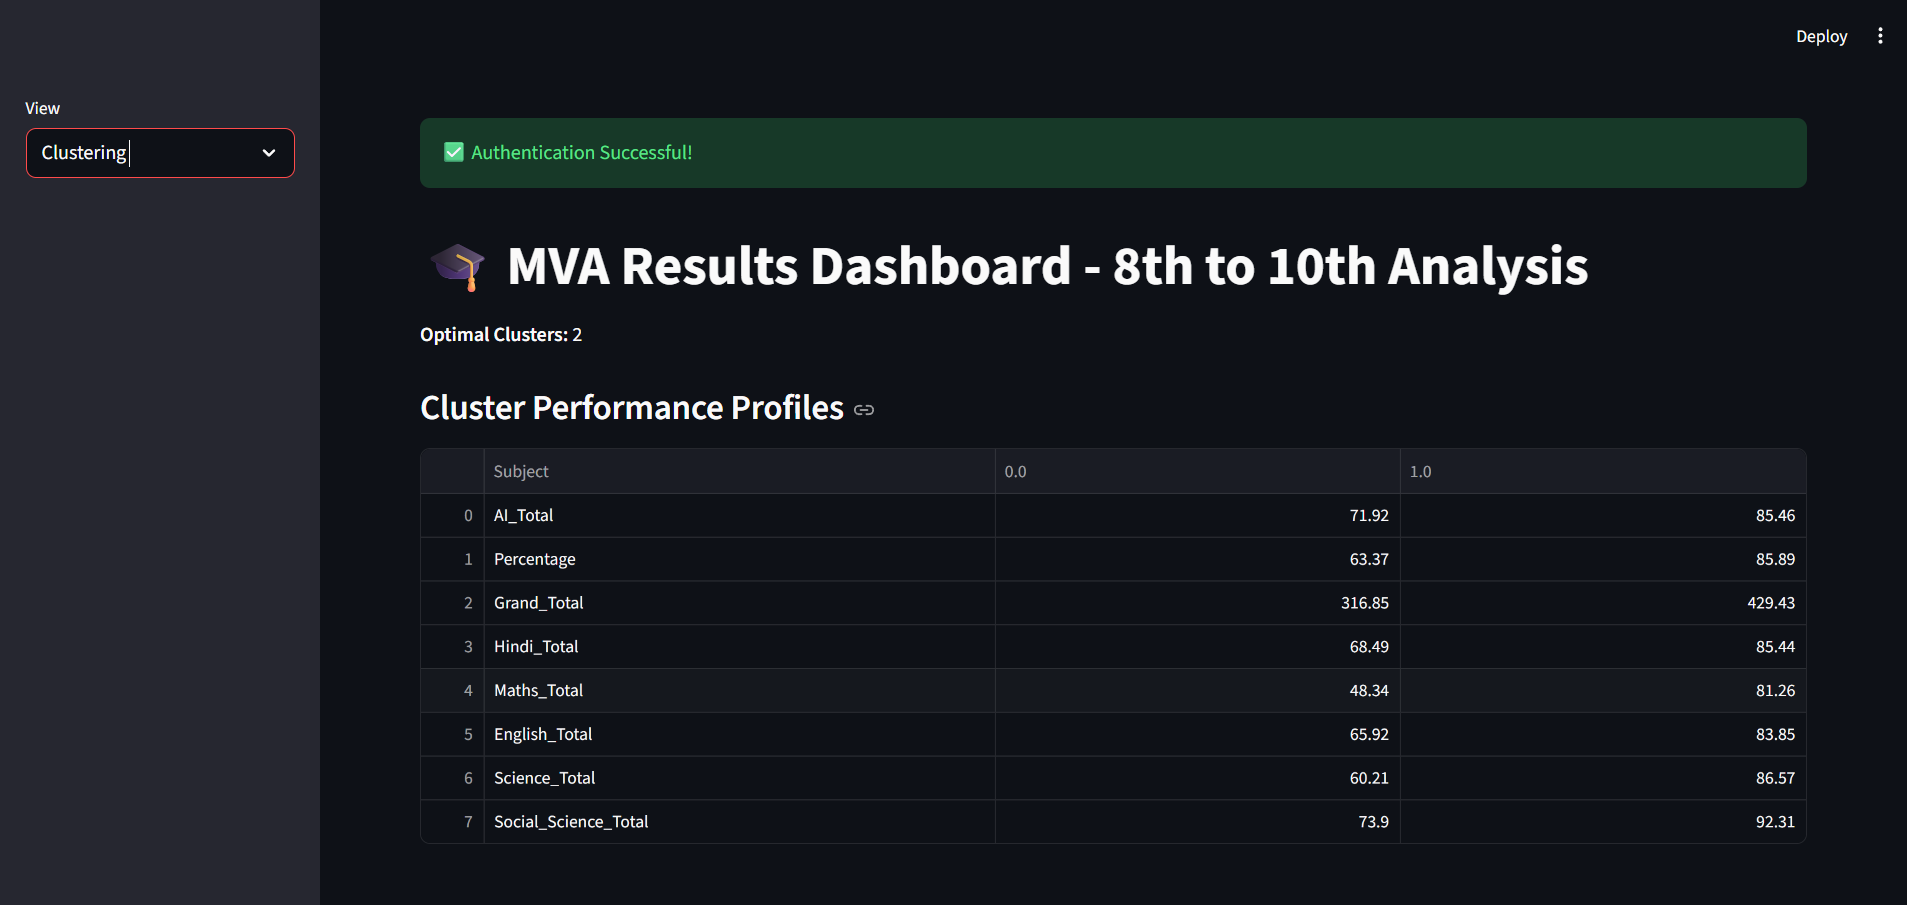 Deploy
View
Clustering
✅ Authentication Successful!
🎓 MVA Results Dashboard - 8th to 10th Analysis
Optimal Clusters: 2
Cluster Performance Profiles
Subject 0.0 1.0
0 AI_Total 71.92 85.46
1 Percentage 63.37 85.89
2 Grand_Total 316.85 429.43
3 Hindi_Total 68.49 85.44
4 Maths_Total 48.34 81.26
5 English_Total 65.92 83.85
6 Science_Total 60.21 86.57
7 Social_Science_Total 73.9 92.31